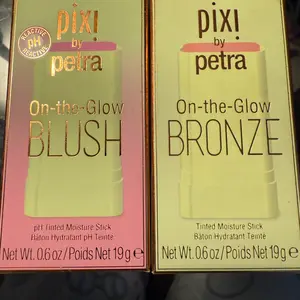 REACTIVE
pH
REACTIVE
pixi
by
petra
On-the-Glow
BLUSH
pH Tinted Moisture Stick
Bâton Hydratant pH Teinté
Net Wt. 0.6 oz / Poids Net 19 g e
pixi
by
petra
On-the-Glow
BRONZE
Tinted Moisture Stick
Bâton Hydratant Teinté
Net Wt. 0.6 oz / Poids Net 19 g e